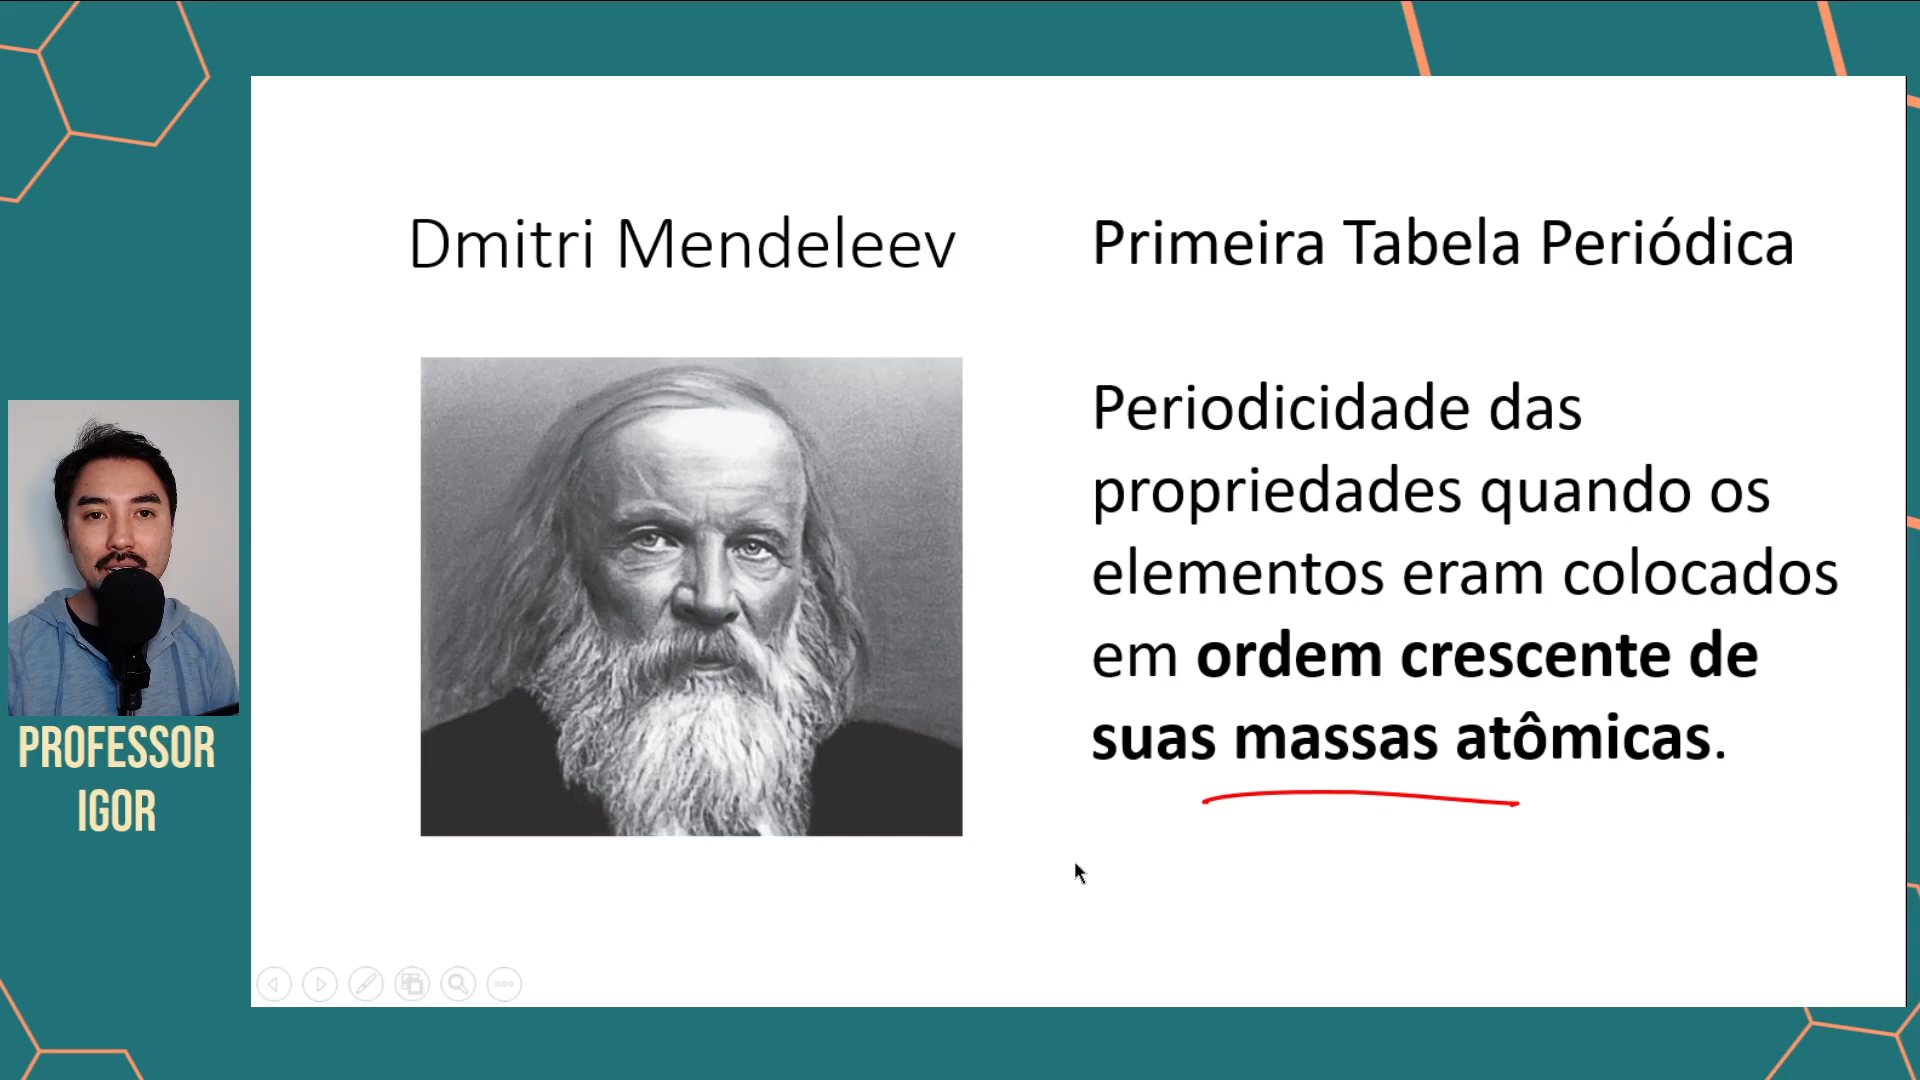 Dmitri Mendeleev
Primeira Tabela Periódica
Periodicidade das
propriedades quando os
elementos eram colocados
em ordem crescente de
suas massas atômicas.
PROFESSOR
IGOR